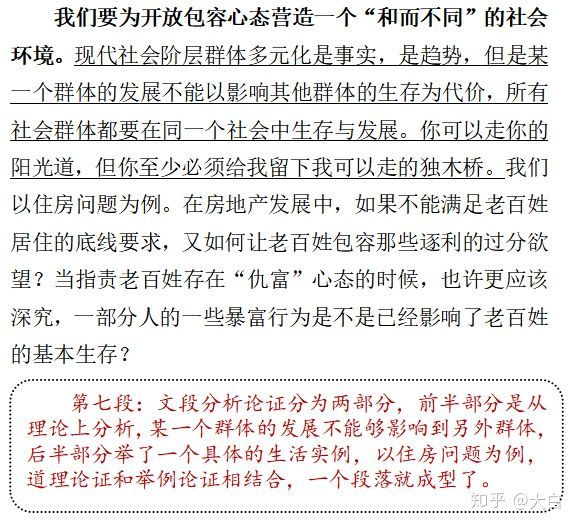 我们要为开放包容心态营造一个“和而不同”的社会
环境。现代社会阶层群体多元化是事实，是趋势，但是某
一个群体的发展不能以影响其他群体的生存为代价，所有
社会群体都要在同一个社会中生存与发展。你可以走你的
阳光道，但你至少必须给我留下我可以走的独木桥。我们
以住房问题为例。在房地产发展中，如果不能满足老百姓
居住的底线要求，又如何让老百姓包容那些逐利的过分欲
望？当指责老百姓存在“仇富”心态的时候，也许更应该
深究，一部分人的一些暴富行为是不是已经影响了老百姓
的基本生存？
第七段：文段分析论证分为两部分，前半部分是从
理论上分析，某一个群体的发展不能够影响到另外群体，
后半部分举了一个具体的生活实例，以住房问题为例，
道理论证和举例论证相结合，一个段落就成型了。
知乎 @大白